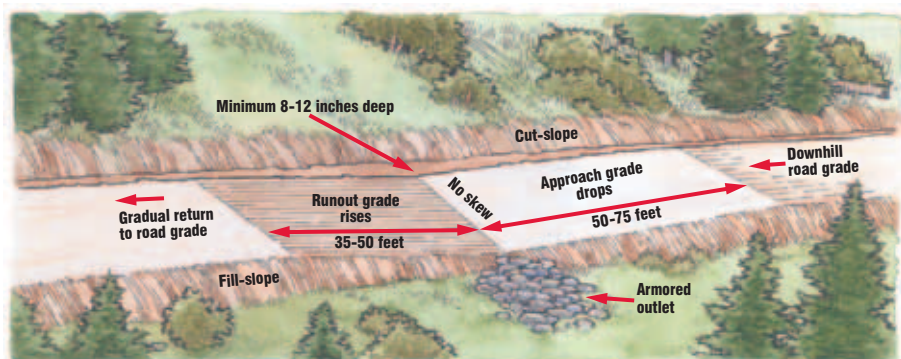 Minimum 8-12 inches deep
Cut-slope
Downhill
road grade
Approach grade
drops
No skew
50-75 feet
Runout grade
rises
35-50 feet
Gradual return
to road grade
Fill-slope
Armored
outlet